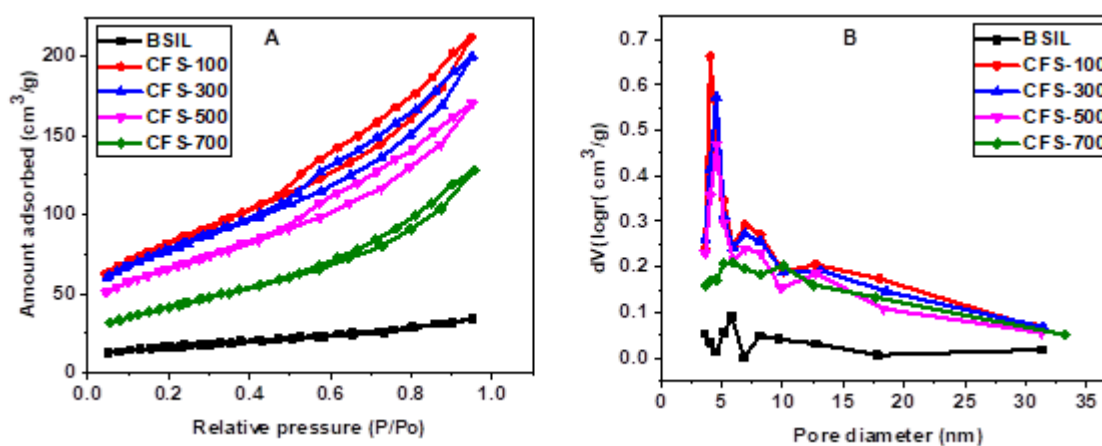 A
BSIL
CFS-100
CFS-300
CFS-500
CFS-700
Amount adsorbed (cm³/g)
200
150
100
50
0
0.0 0.2 0.4 0.6 0.8 1.0
Relative pressure (P/Po)
B
BSIL
CFS-100
CFS-300
CFS-500
CFS-700
dV(logr( cm³/g)
0.7
0.6
0.5
0.4
0.3
0.2
0.1
0.0
0 5 10 15 20 25 30 35
Pore diameter (nm)